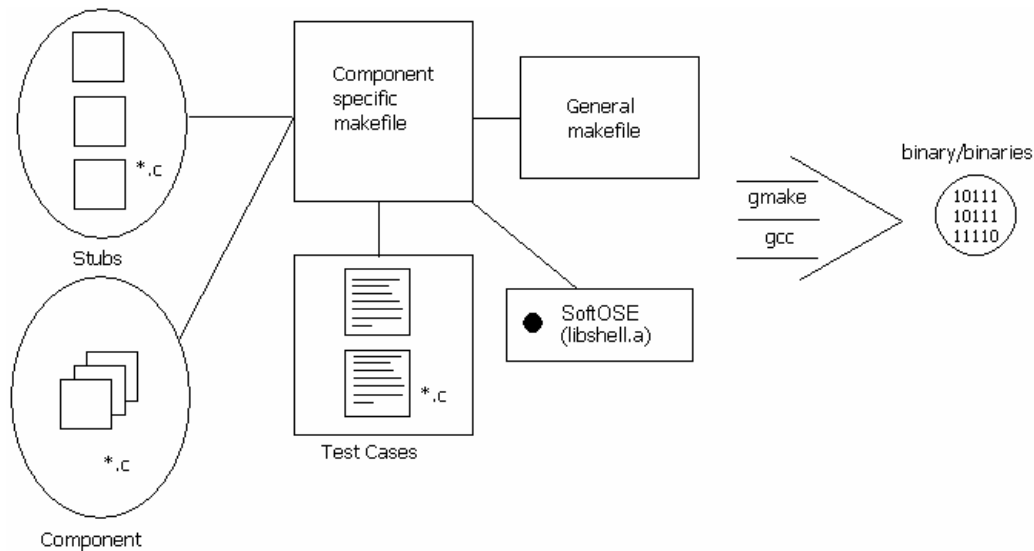 *.c
Stubs
*.c
Component
Component
specific
makefile
General
makefile
*.c
Test Cases
SoftOSE
(libshell.a)
gmake
gcc
binary/binaries
10111
10111
11110